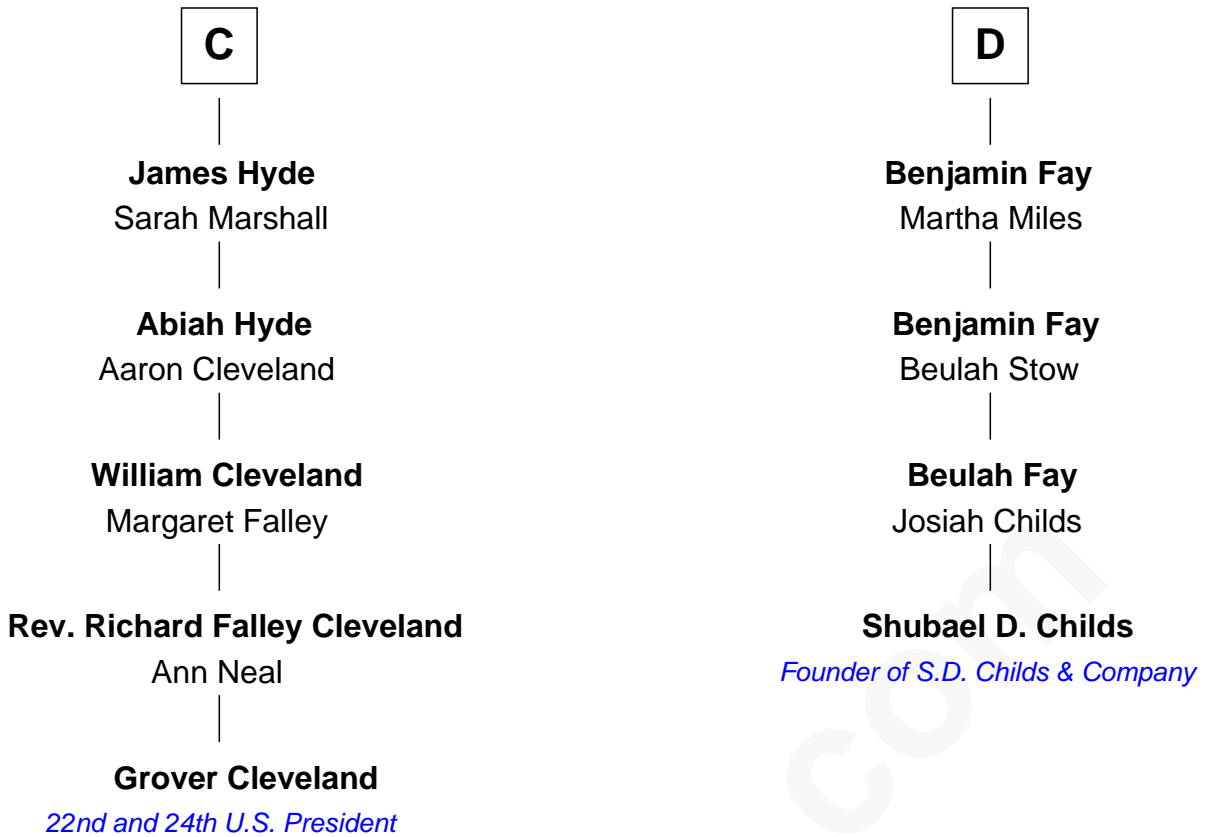 C
James Hyde
Sarah Marshall
Abiah Hyde
Aaron Cleveland
William Cleveland
Margaret Falley
Rev. Richard Falley Cleveland
Ann Neal
Grover Cleveland
22nd and 24th U.S. President
D
Benjamin Fay
Martha Miles
Benjamin Fay
Beulah Stow
Beulah Fay
Josiah Childs
Shubael D. Childs
Founder of S.D. Childs & Company
com